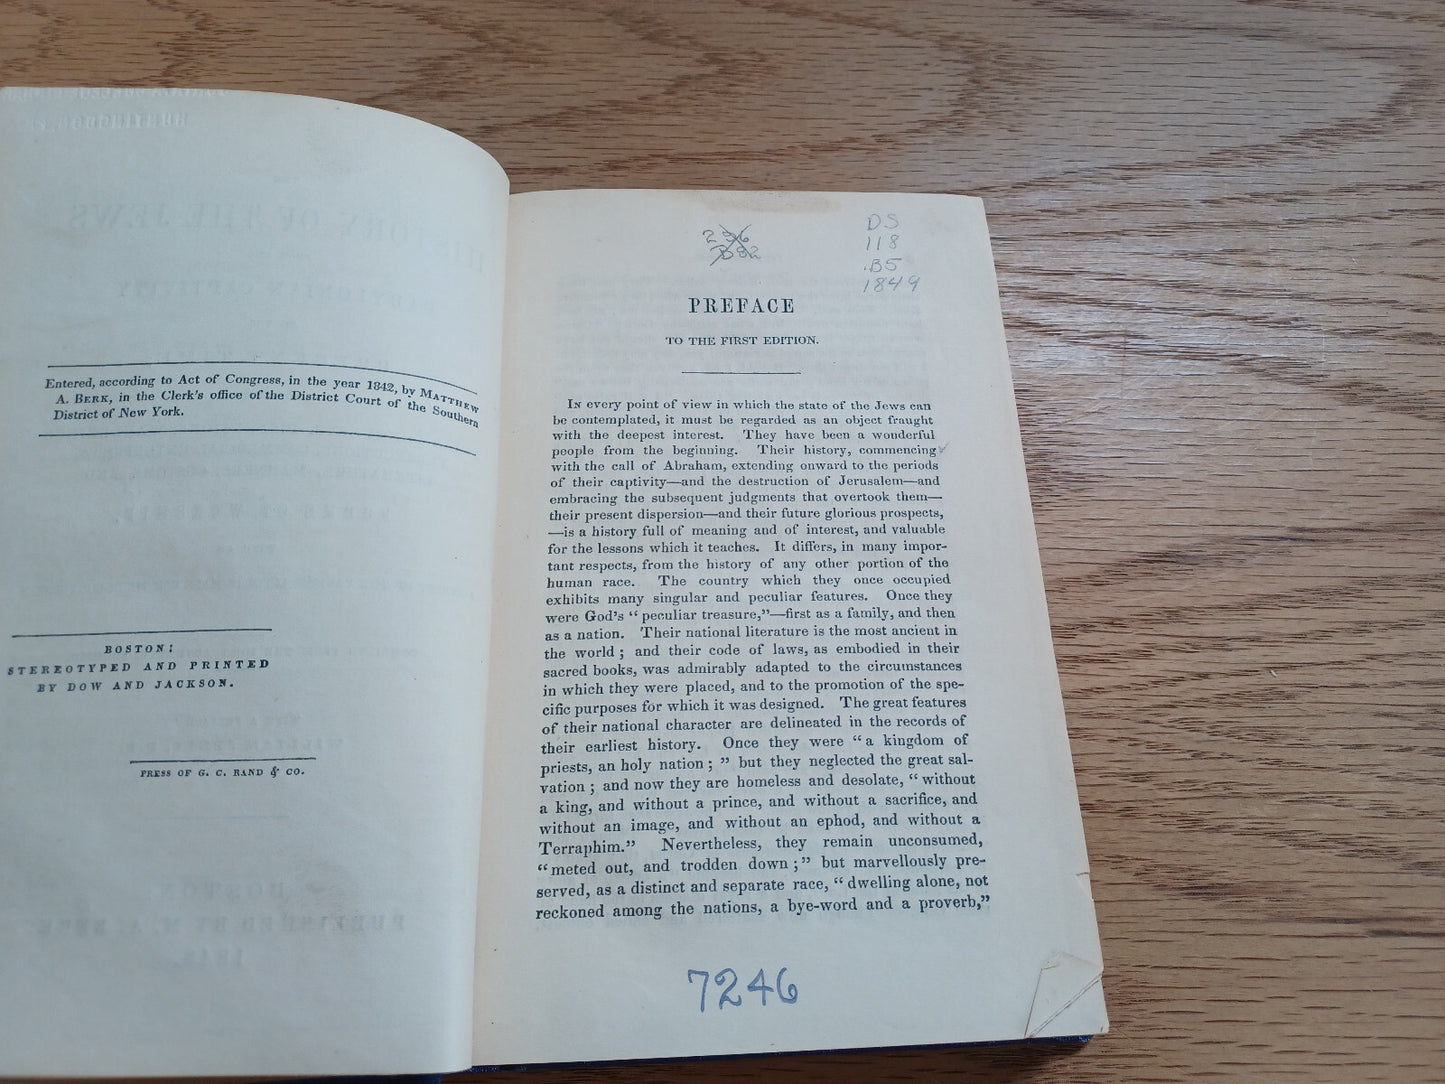 Entered, according to Act of Congress, in the year 1842, by MATTHEW
A. BERK, in the Clerk's office of the District Court of the Southern
District of New York.
BOSTON:
STEREOTYPED AND PRINTED
BY DOW AND JACKSON.
PRESS OF G. C. RAND & CO.
DS
118
.B5
1849
PREFACE
TO THE FIRST EDITION.
IN every point of view in which the state of the Jews can
be contemplated, it must be regarded as an object fraught
with the deepest interest. They have been a wonderful
people from the beginning. Their history, commencing
with the call of Abraham, extending onward to the periods
of their captivity—and the destruction of Jerusalem—and
embracing the subsequent judgments that overtook them—
their present dispersion—and their future glorious prospects,
—is a history full of meaning and of interest, and valuable
for the lessons which it teaches. It differs, in many impor-
tant respects, from the history of any other portion of the
human race. The country which they once occupied
exhibits many singular and peculiar features. Once they
were God's "peculiar treasure,"—first as a family, and then
as a nation. Their national literature is the most ancient in
the world; and their code of laws, as embodied in their
sacred books, was admirably adapted to the circumstances
in which they were placed, and to the promotion of the spe-
cific purposes for which it was designed. The great features
of their national character are delineated in the records of
their earliest history. Once they were "a kingdom of
priests, an holy nation;" but they neglected the great sal-
vation; and now they are homeless and desolate, "without
a king, and without a prince, and without a sacrifice, and
without an image, and without an ephod, and without a
Terraphim." Nevertheless, they remain unconsumed,
"meted out, and trodden down;" but marvellously pre-
served, as a distinct and separate race, "dwelling alone, not
reckoned among the nations, a bye-word and a proverb,"
7246